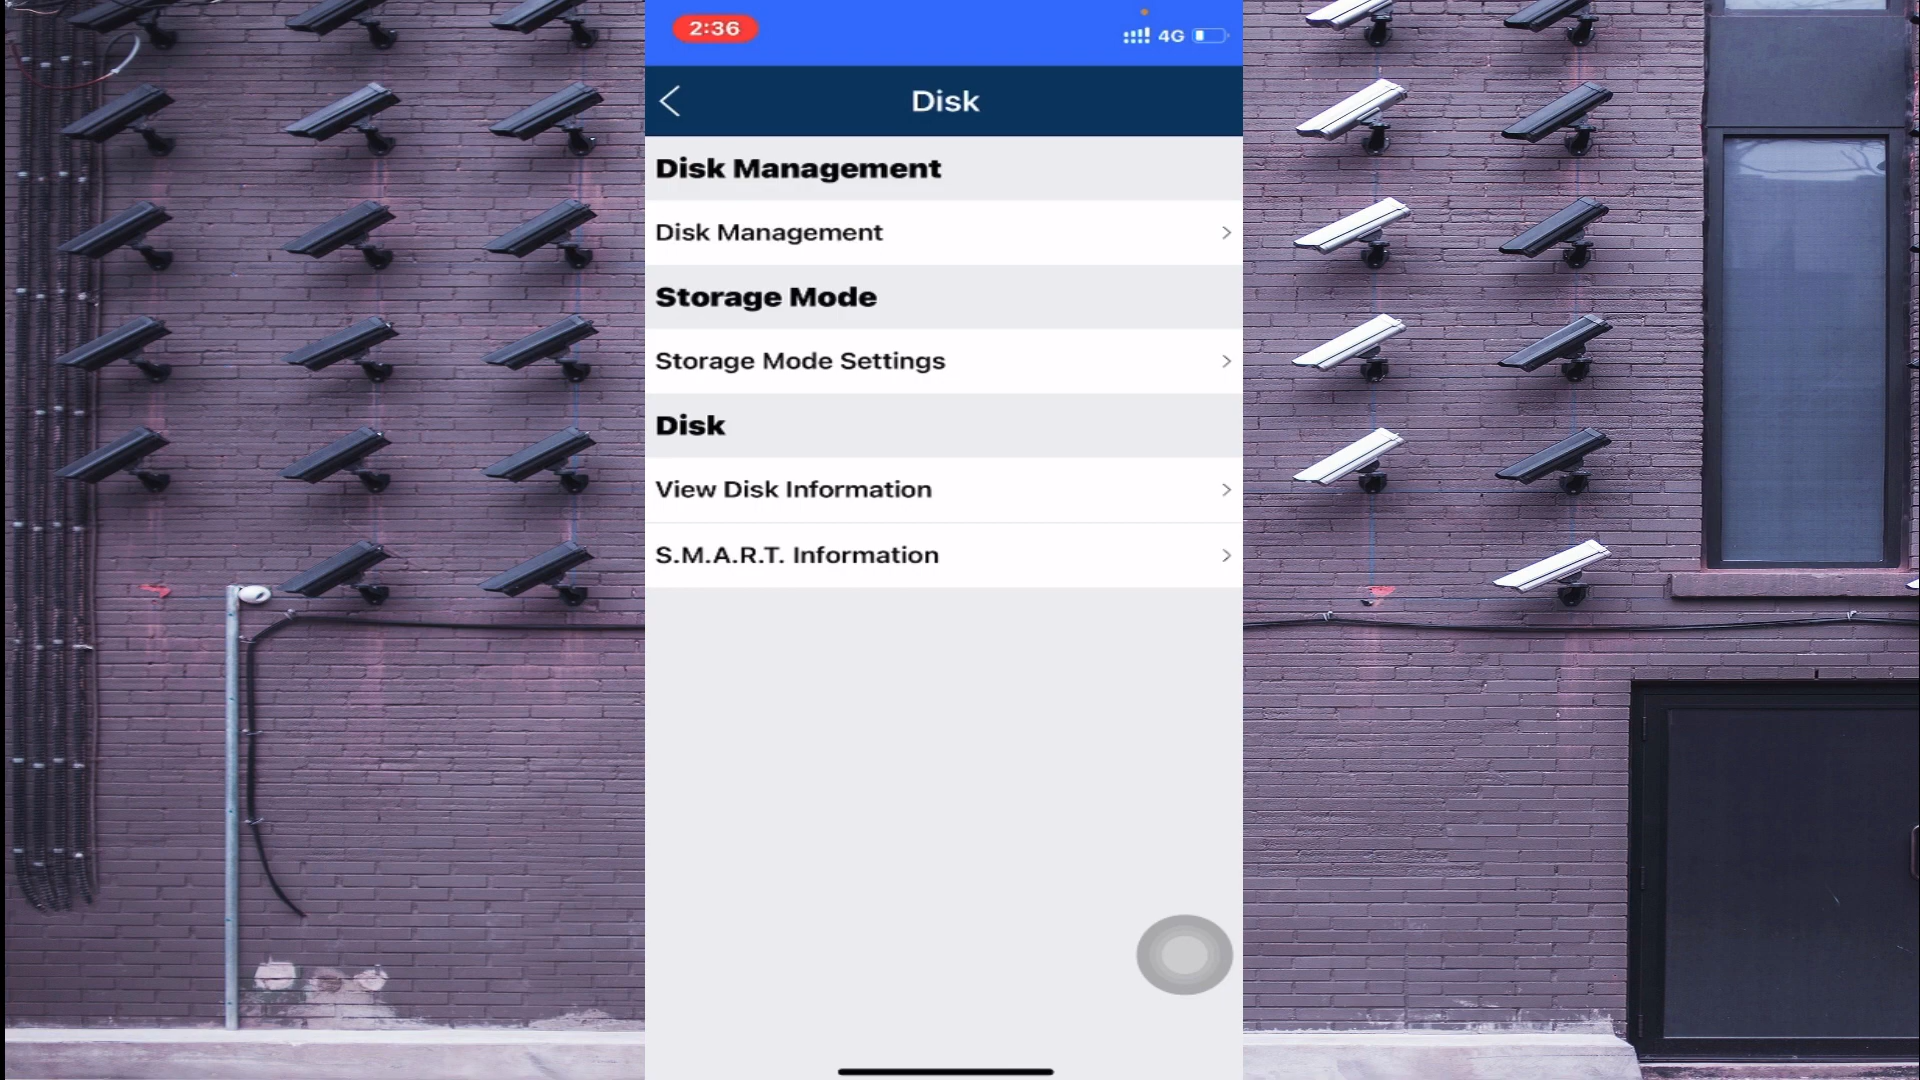 2:36
4G
Disk
Disk Management
Disk Management
Storage Mode
Storage Mode Settings
Disk
View Disk Information
S.M.A.R.T. Information